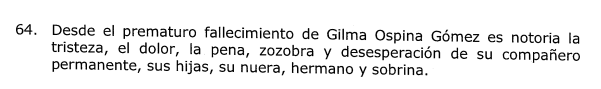 64. Desde el prematuro fallecimiento de Gilma Ospina Gómez es notoria la
tristeza, el dolor, la pena, zozobra y desesperación de su compañero
permanente, sus hijas, su nuera, hermano y sobrina.